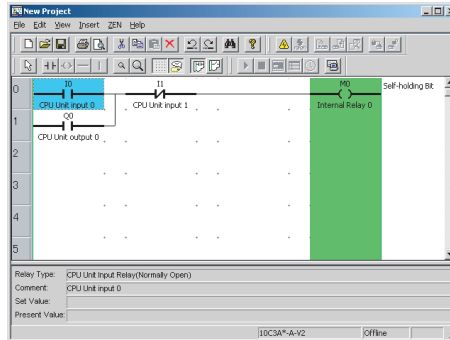 New Project
File Edit View Insert ZEN Help
0 I0 I1 M0 Self-holding Bit
CPU Unit input 0 CPU Unit input 1 Internal Relay 0
1 Q0
CPU Unit output 0
2
3
4
5
Relay Type: CPU Unit Input Relay(Normally Open)
Comment: CPU Unit input 0
Set Value:
Present Value:
10C3A*-A-V2 Offline